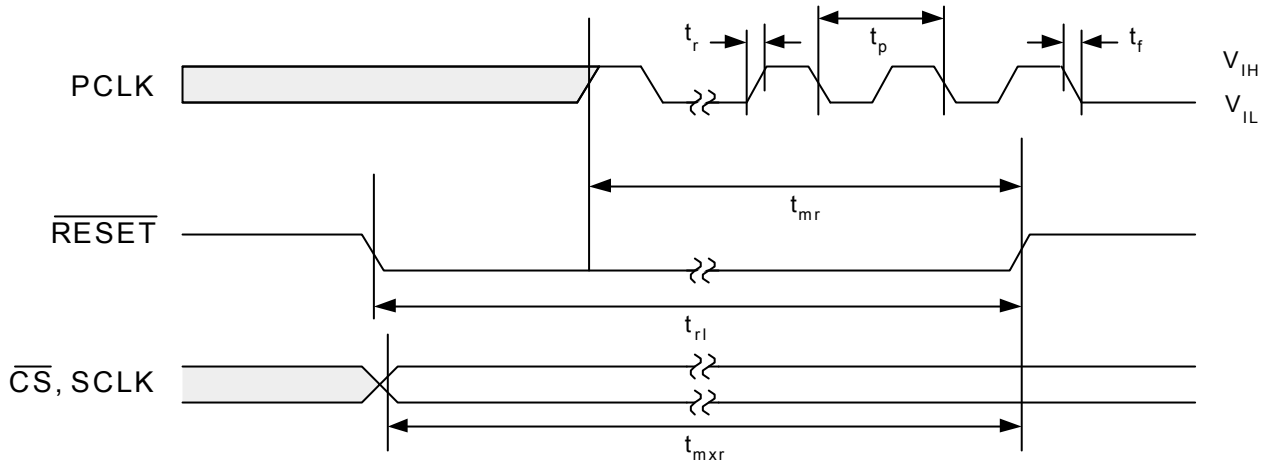 t_r
t_p
t_f
PCLK
V_IH
V_IL
t_mr
RESET
t_rl
CS, SCLK
t_mxr